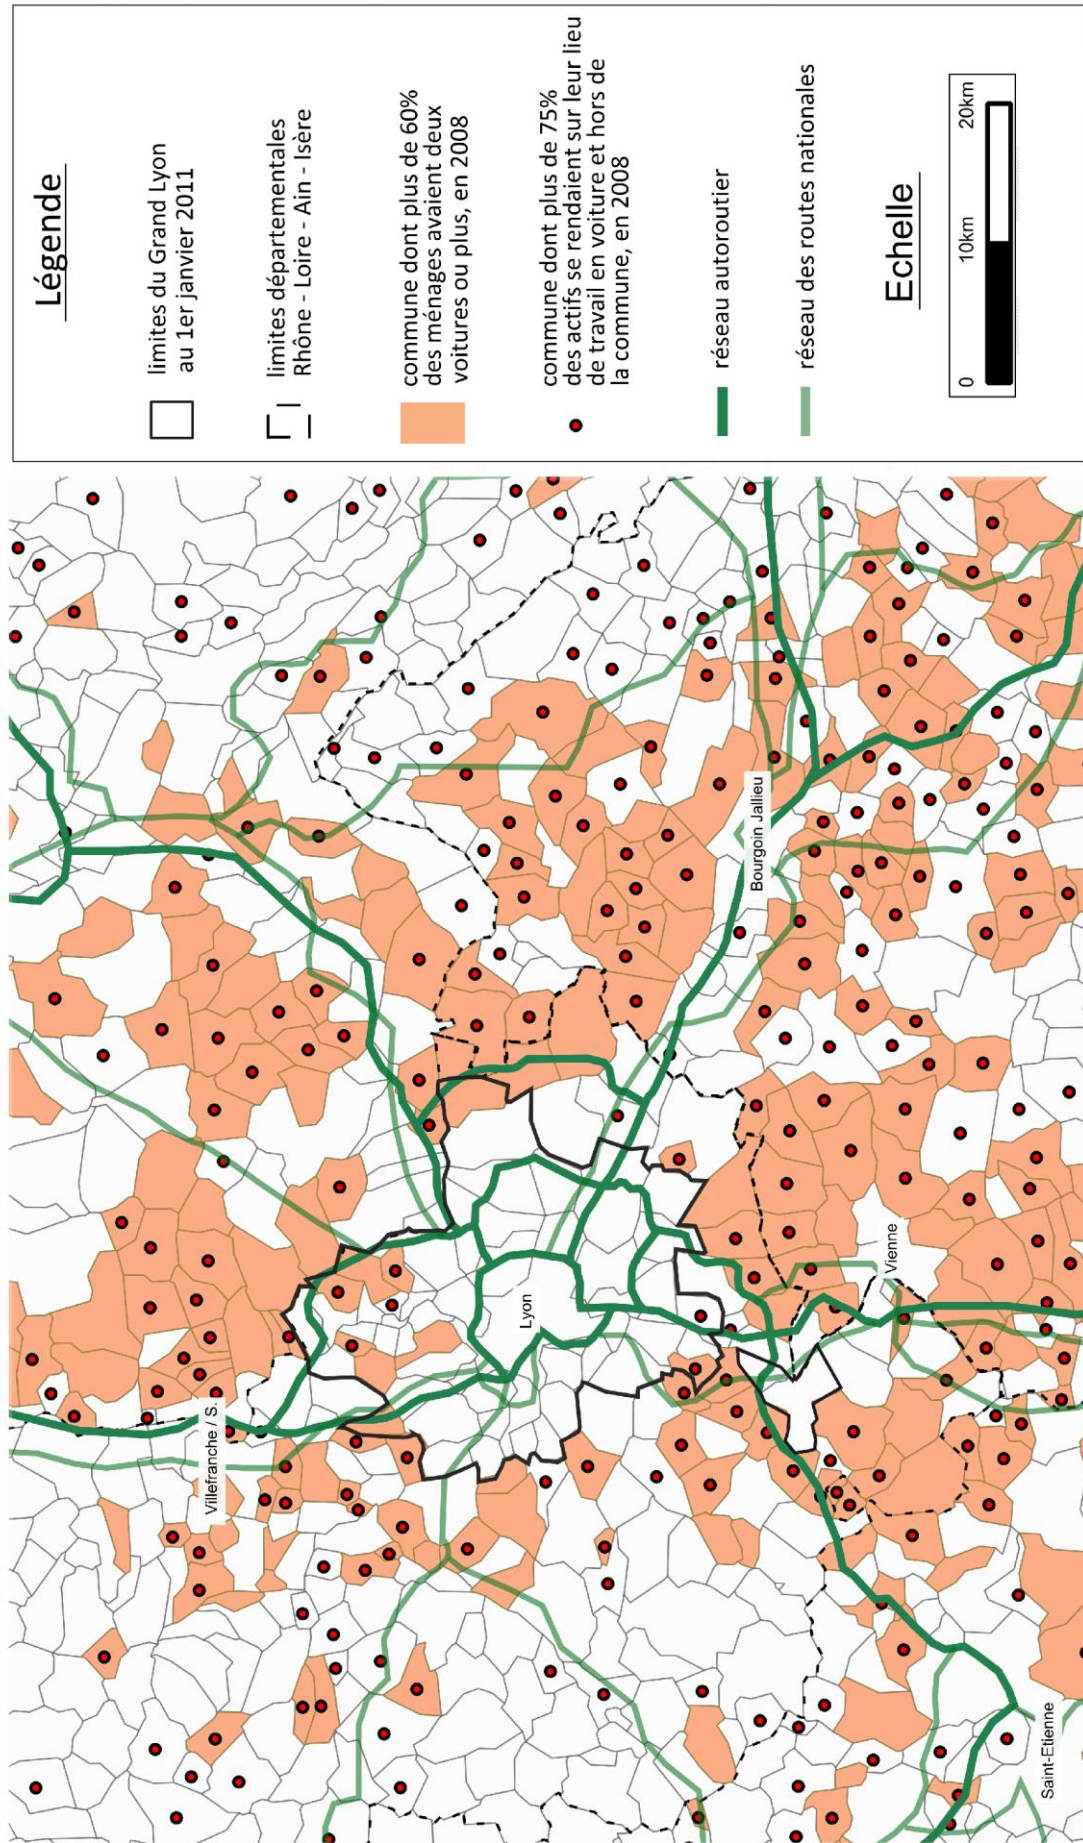 Légende
limites du Grand Lyon
au 1er janvier 2011
limites départementales
Rhône - Loire - Ain - Isère
commune dont plus de 60%
des ménages avaient deux
voitures ou plus, en 2008
commune dont plus de 75%
des actifs se rendaient sur leur lieu
de travail en voiture et hors de
la commune, en 2008
réseau autoroutier
réseau des routes nationales
Echelle
0
10km
20km
Villefranche / S.
Lyon
Bourgoin Jallieu
Vienne
Saint-Etienne